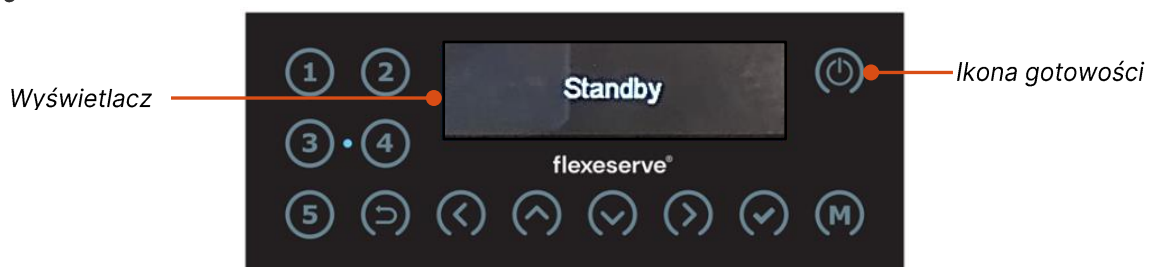 1 2
Standby
Ikona gotowości
Wyświetlacz
3 4
flexeserve®
5 M